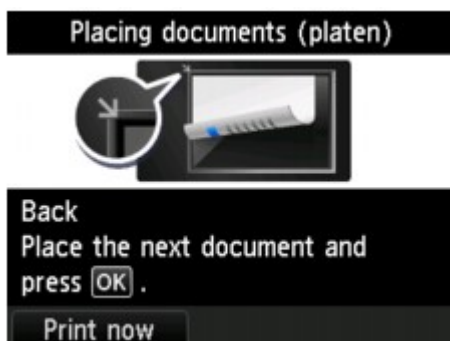 Placing documents (platen)
Back
Place the next document and
press OK .
Print now